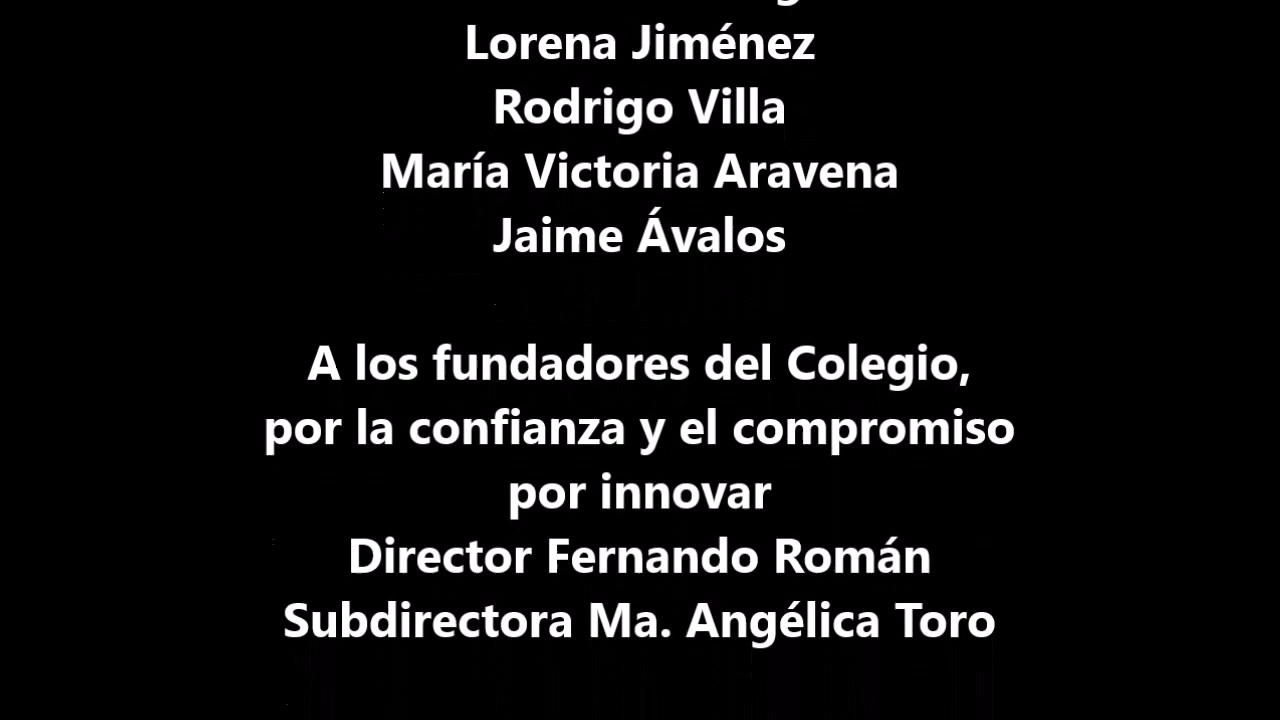 Lorena Jiménez
Rodrigo Villa
María Victoria Aravena
Jaime Ávalos
A los fundadores del Colegio,
por la confianza y el compromiso
por innovar
Director Fernando Román
Subdirectora Ma. Angélica Toro